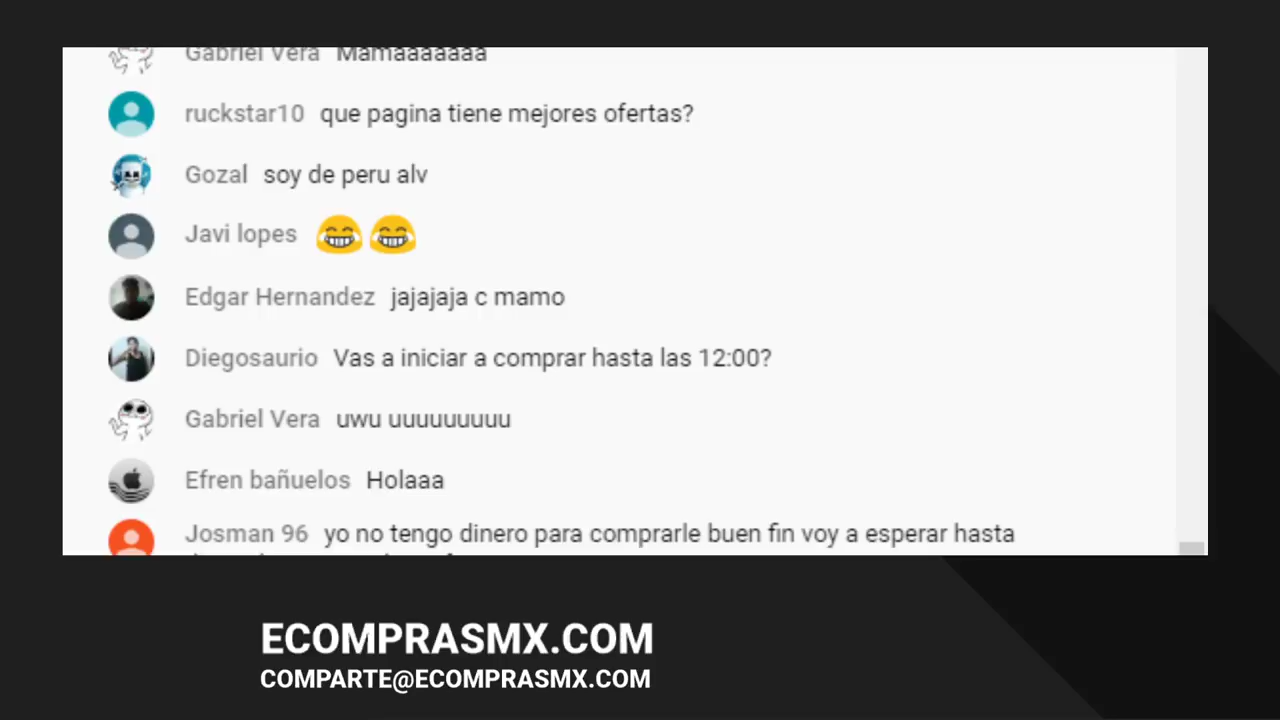 Gabriel Vera Mamaaaaaaa
ruckstar10 que pagina tiene mejores ofertas?
Gozal soy de peru alv
Javi lopes 😂😂
Edgar Hernandez jajajaja c mamo
Diegosaurio Vas a iniciar a comprar hasta las 12:00?
Gabriel Vera uwu uuuuuuuuu
Efren bañuelos Holaaa
Josman 96 yo no tengo dinero para comprarle buen fin voy a esperar hasta
ECOMPRASMX.COM
COMPARTE@ECOMPRASMX.COM